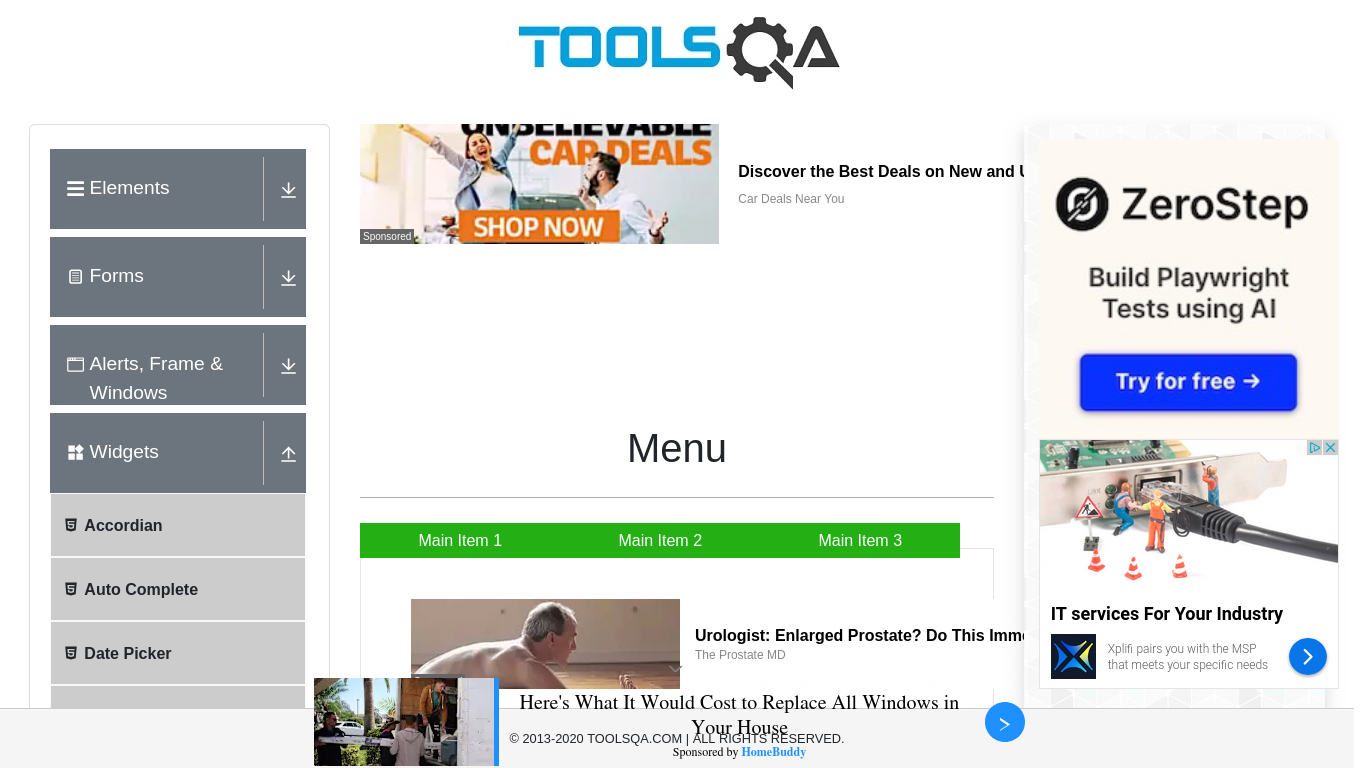 TOOLSQA
Elements
Forms
Alerts, Frame &
Windows
Widgets
Accordian
Auto Complete
Date Picker
UNBELIEVABLE
CAR DEALS
SHOP NOW
Sponsored
Discover the Best Deals on New and U
Car Deals Near You
Menu
Main Item 1
Main Item 2
Main Item 3
Urologist: Enlarged Prostate? Do This Imme
The Prostate MD
ZeroStep
Build Playwright
Tests using AI
Try for free →
IT services For Your Industry
Xplifi pairs you with the MSP
that meets your specific needs
Here's What It Would Cost to Replace All Windows in
Your House
© 2013-2020 TOOLSQA.COM | ALL RIGHTS RESERVED.
Sponsored by HomeBuddy